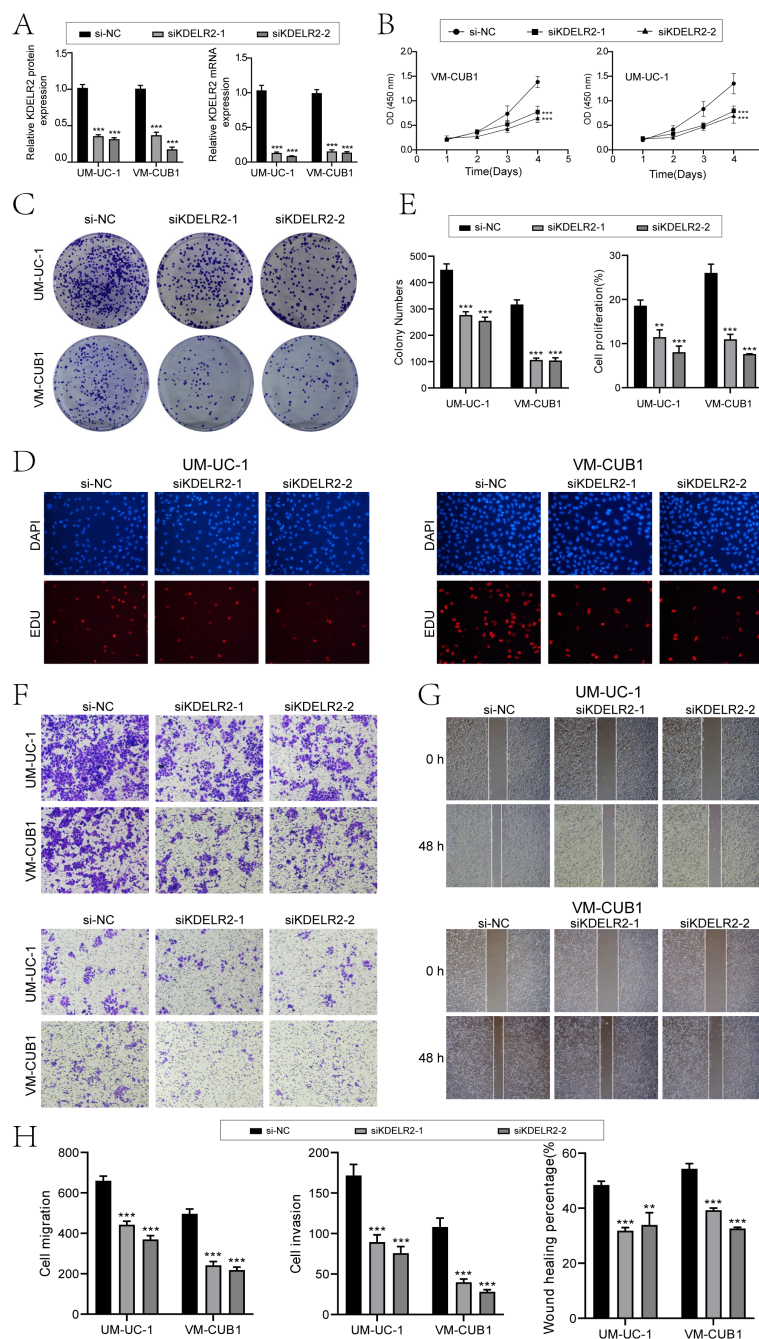 A
si-NC siKDELR2-1 siKDELR2-2
Relative KDELR2 protein
expression
1.5
1.0
0.5
0.0
*** *** *** ***
UM-UC-1 VM-CUB1
Relative KDELR2 mRNA
expression
1.5
1.0
0.5
0.0
*** *** *** ***
UM-UC-1 VM-CUB1
B
si-NC siKDELR2-1 siKDELR2-2
VM-CUB1
OD (450 nm)
2.0
1.5
1.0
0.5
0.0
***
***
0 1 2 3 4 5
Time(Days)
UM-UC-1
OD (450 nm)
2.0
1.5
1.0
0.5
0.0
***
***
0 1 2 3 4
Time(Days)
C
si-NC siKDELR2-1 siKDELR2-2
UM-UC-1
VM-CUB1
E
si-NC siKDELR2-1 siKDELR2-2
Colony Numbers
500
400
300
200
100
0
*** *** *** ***
UM-UC-1 VM-CUB1
Cell proliferation(%)
30
20
10
0
** *** *** ***
UM-UC-1 VM-CUB1
D
UM-UC-1
si-NC siKDELR2-1 siKDELR2-2
DAPI
EDU
VM-CUB1
si-NC siKDELR2-1 siKDELR2-2
DAPI
EDU
F
si-NC siKDELR2-1 siKDELR2-2
UM-UC-1
VM-CUB1
si-NC siKDELR2-1 siKDELR2-2
UM-UC-1
VM-CUB1
G
UM-UC-1
si-NC siKDELR2-1 siKDELR2-2
0 h
48 h
VM-CUB1
si-NC siKDELR2-1 siKDELR2-2
0 h
48 h
H
si-NC siKDELR2-1 siKDELR2-2
Cell migration
800
600
400
200
0
*** *** *** ***
UM-UC-1 VM-CUB1
Cell invasion
200
150
100
50
0
*** *** *** ***
UM-UC-1 VM-CUB1
Wound healing percentage(%
60
40
20
0
*** ** *** ***
UM-UC-1 VM-CUB1